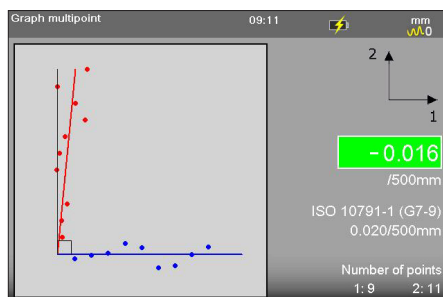 Graph multipoint 09:11 mm
0
2
1
-0.016
/500mm
ISO 10791-1 (G7-9)
0.020/500mm
Number of points
1: 9 2: 11